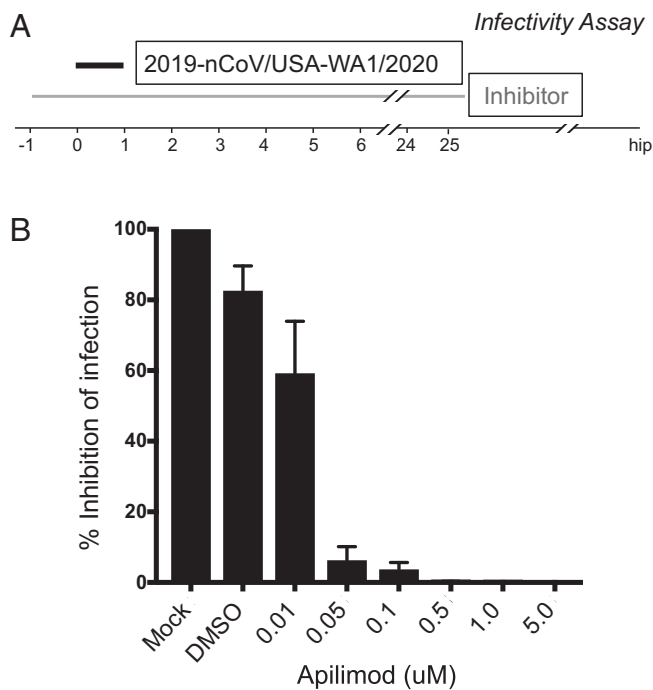 A
Infectivity Assay
2019-nCoV/USA-WA1/2020
Inhibitor
-1 0 1 2 3 4 5 6 24 25 hip
B
% Inhibition of infection
100
80
60
40
20
0
Mock DMSO 0.01 0.05 0.1 0.5 1.0 5.0
Apilimod (uM)